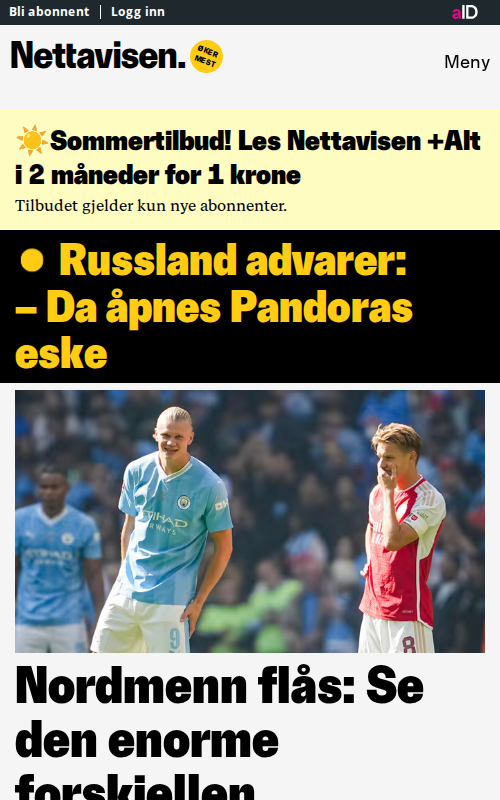 Bli abonnent | Logg inn
aID
Nettavisen.
ØKER
MEST
Meny
Sommertilbud! Les Nettavisen +Alt
i 2 måneder for 1 krone
Tilbudet gjelder kun nye abonnenter.
Russland advarer:
– Da åpnes Pandoras
eske
ETIHAD
AIRWAYS
9
8
Nordmenn flås: Se
den enorme
forskjellen